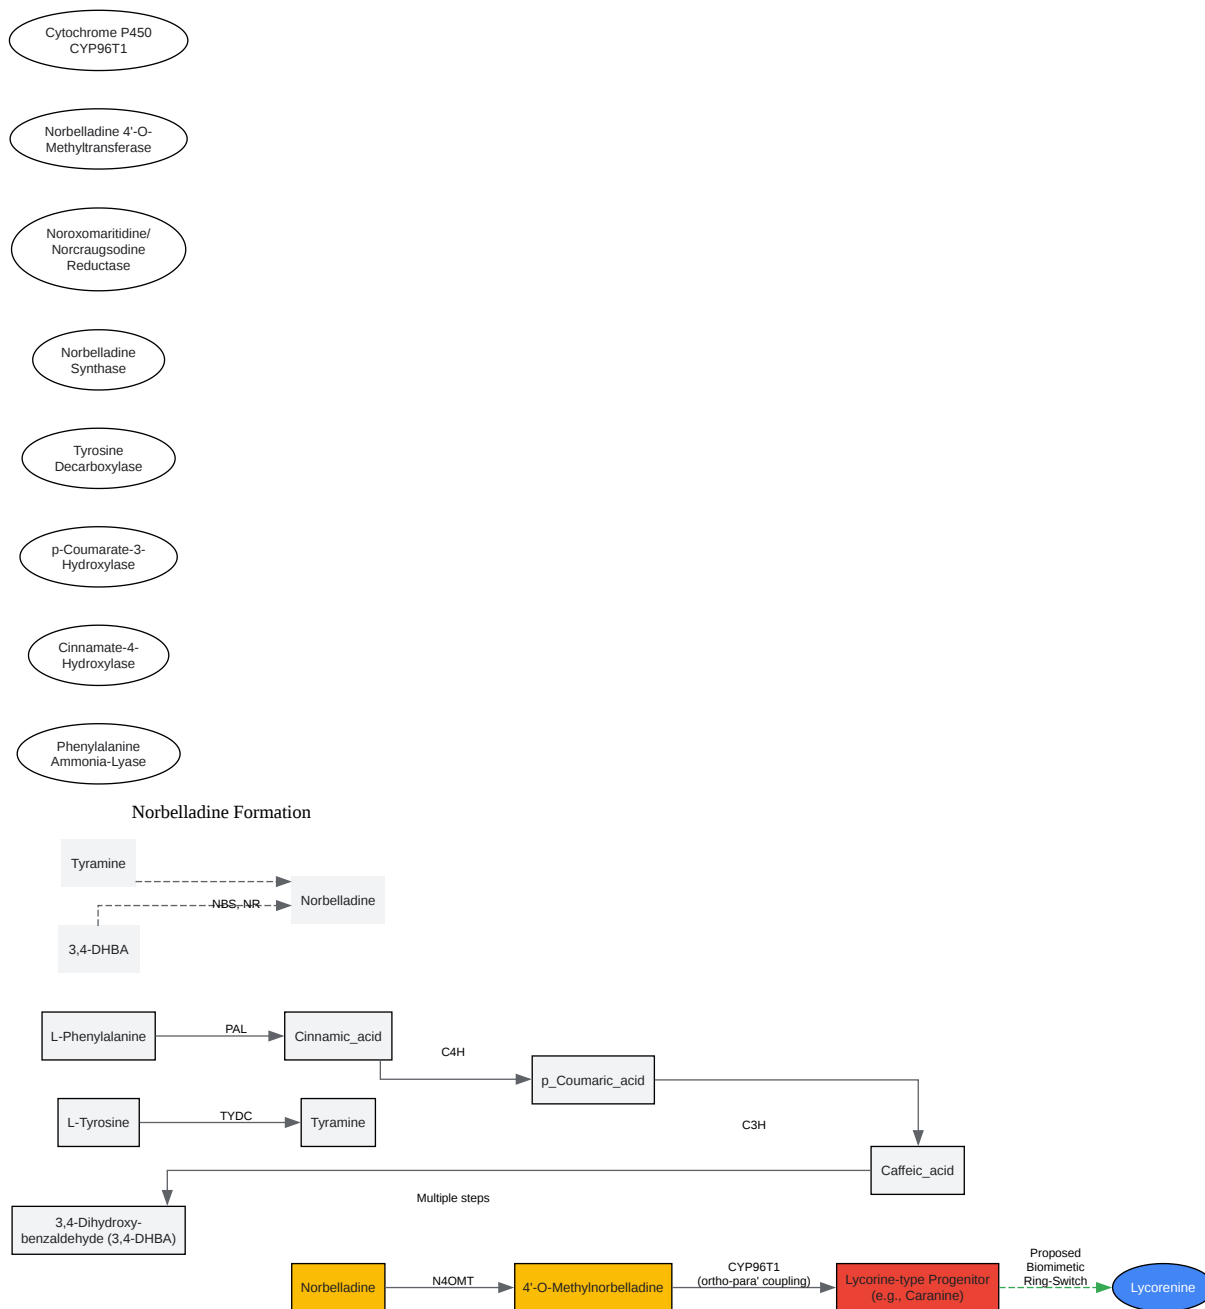 Cytochrome P450
CYP96T1
Norbelladine 4'-O-
Methyltransferase
Noroxomaritidine/
Norcraugsodine
Reductase
Norbelladine
Synthase
Tyrosine
Decarboxylase
p-Coumarate-3-
Hydroxylase
Cinnamate-4-
Hydroxylase
Phenylalanine
Ammonia-Lyase
Norbelladine Formation
Tyramine
Norbelladine
NBS, NR
3,4-DHBA
L-Phenylalanine
PAL
Cinnamic_acid
C4H
p_Coumaric_acid
L-Tyrosine
TYDC
Tyramine
C3H
Caffeic_acid
Multiple steps
3,4-Dihydroxy-
benzaldehyde (3,4-DHBA)
Norbelladine
N4OMT
4'-O-Methylnorbelladine
CYP96T1
(ortho-para' coupling)
Lycorine-type Progenitor
(e.g., Caranine)
Proposed
Biomimetic
Ring-Switch
Lycorenine